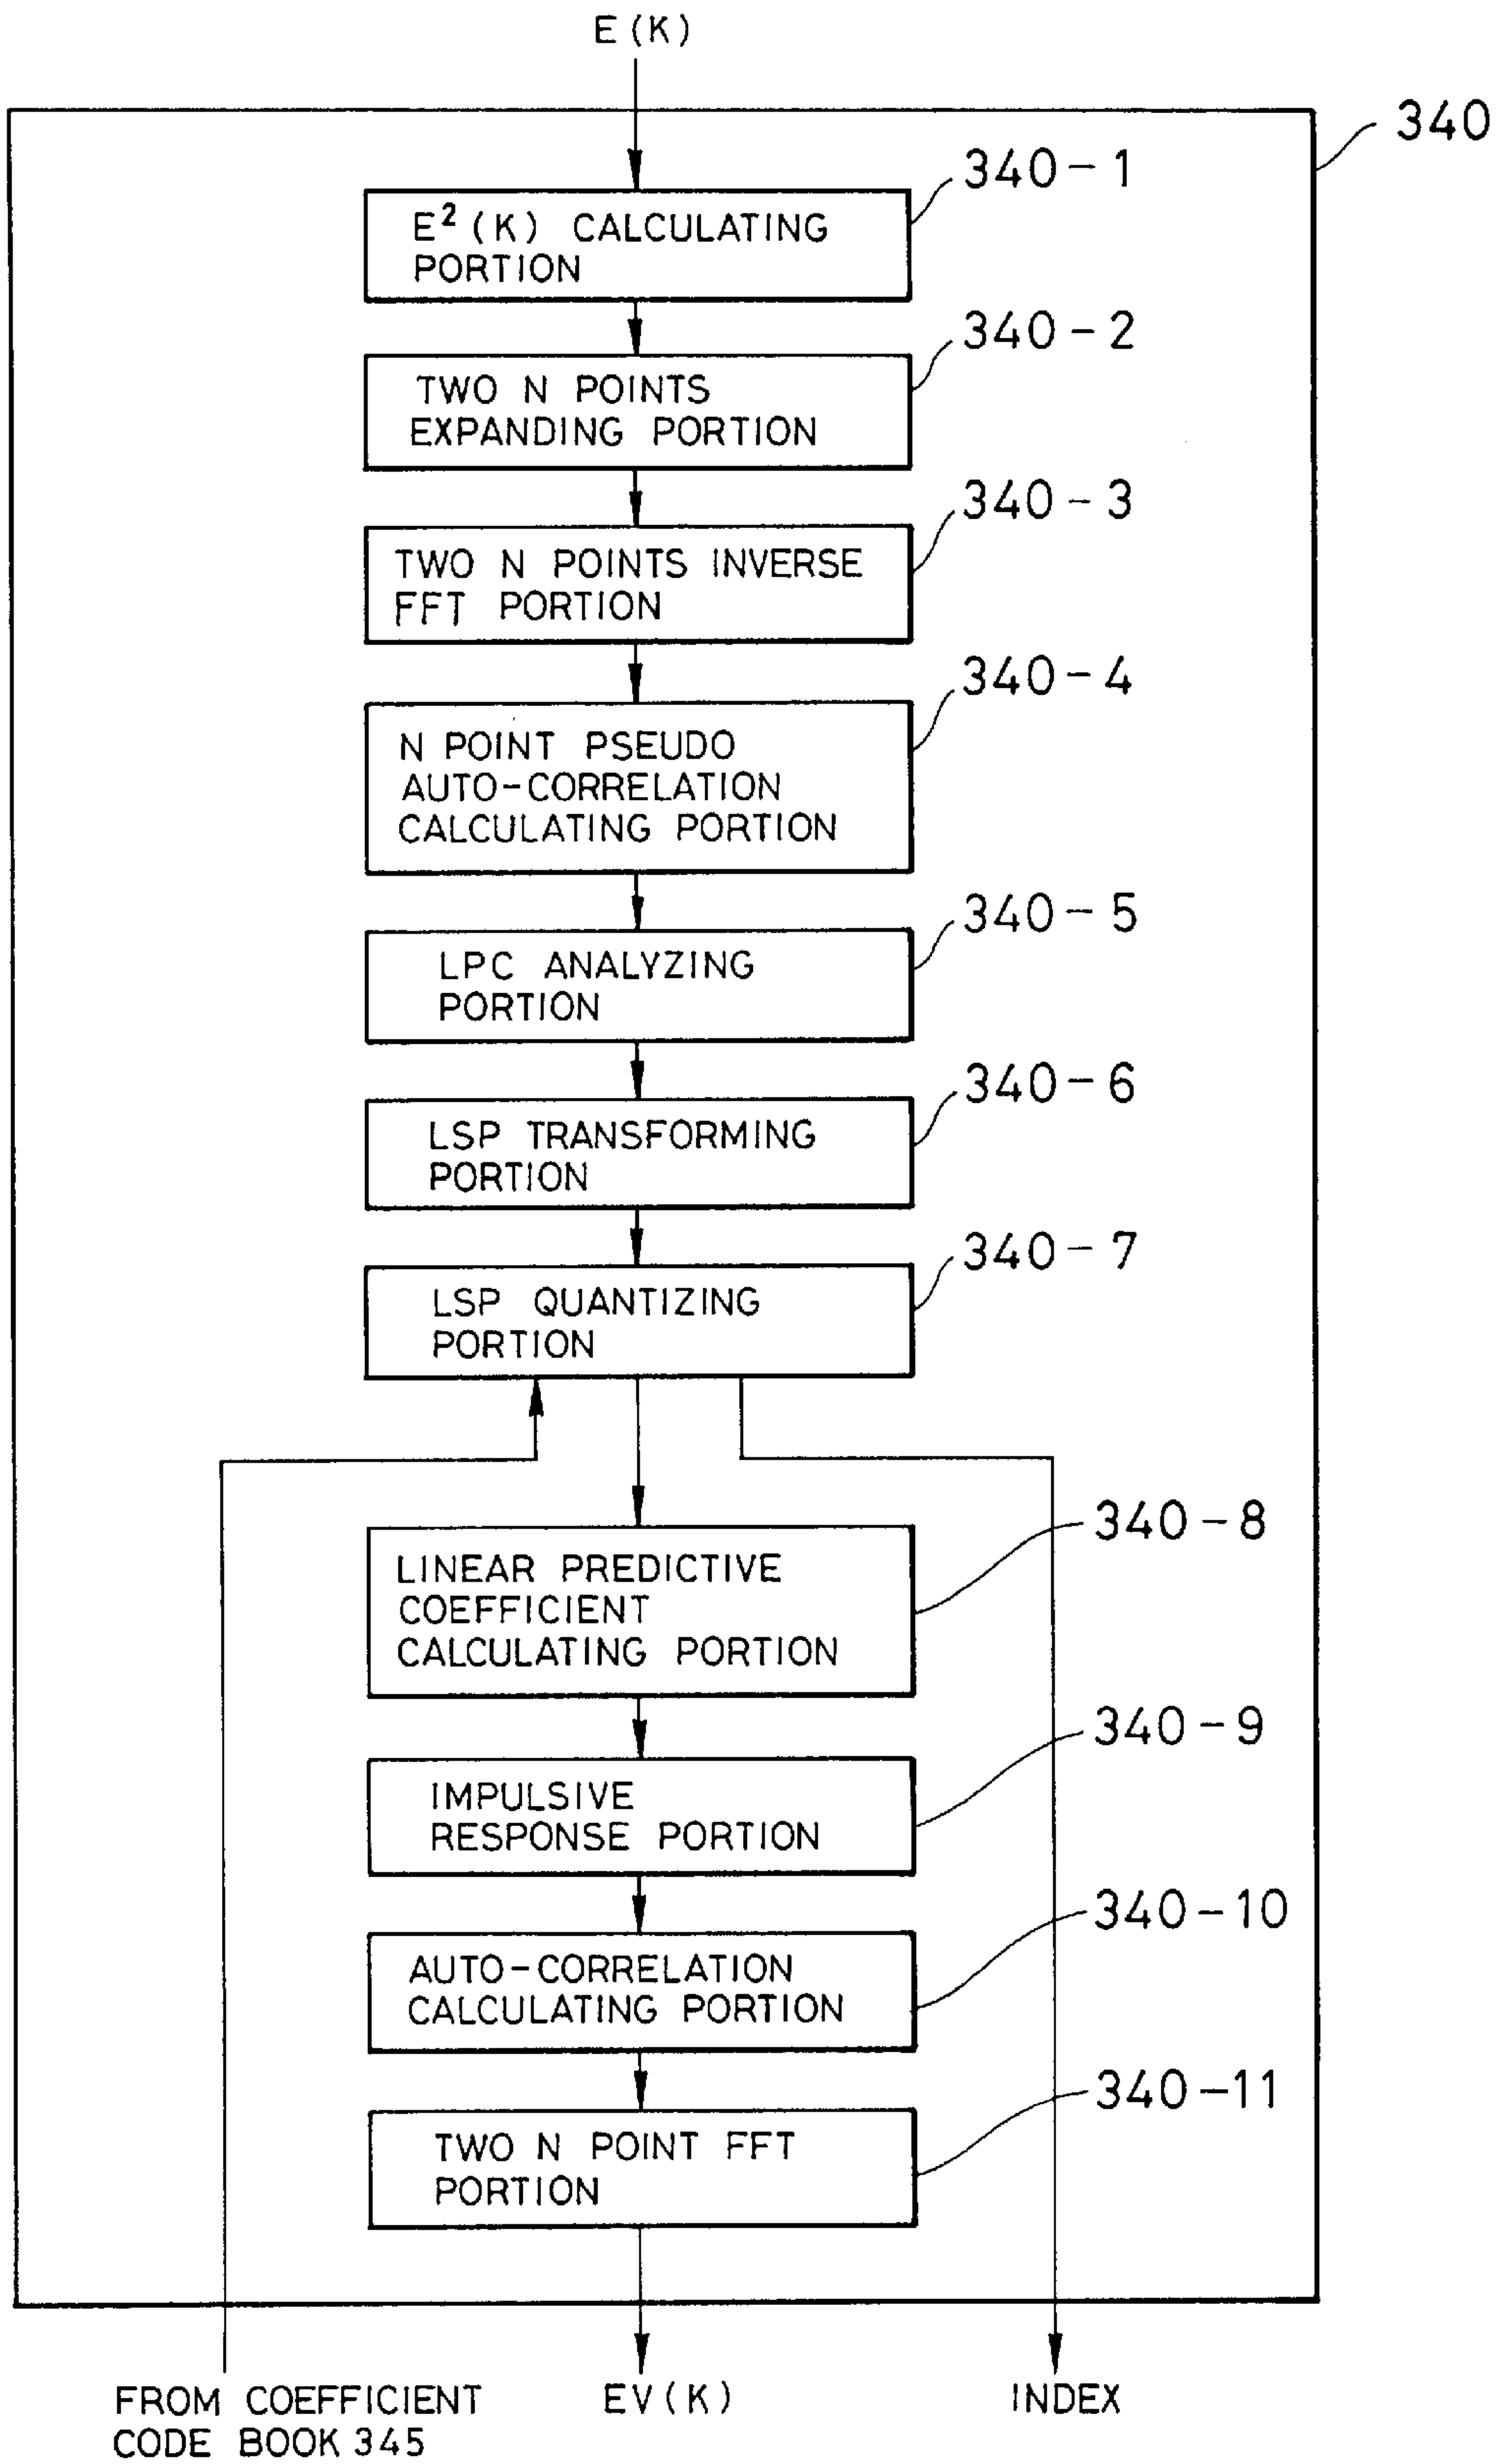 E(K)
340
340-1
E²(K) CALCULATING
PORTION
340-2
TWO N POINTS
EXPANDING PORTION
340-3
TWO N POINTS INVERSE
FFT PORTION
340-4
N POINT PSEUDO
AUTO-CORRELATION
CALCULATING PORTION
340-5
LPC ANALYZING
PORTION
340-6
LSP TRANSFORMING
PORTION
340-7
LSP QUANTIZING
PORTION
340-8
LINEAR PREDICTIVE
COEFFICIENT
CALCULATING PORTION
340-9
IMPULSIVE
RESPONSE PORTION
340-10
AUTO-CORRELATION
CALCULATING PORTION
340-11
TWO N POINT FFT
PORTION
FROM COEFFICIENT
CODE BOOK 345
EV(K)
INDEX